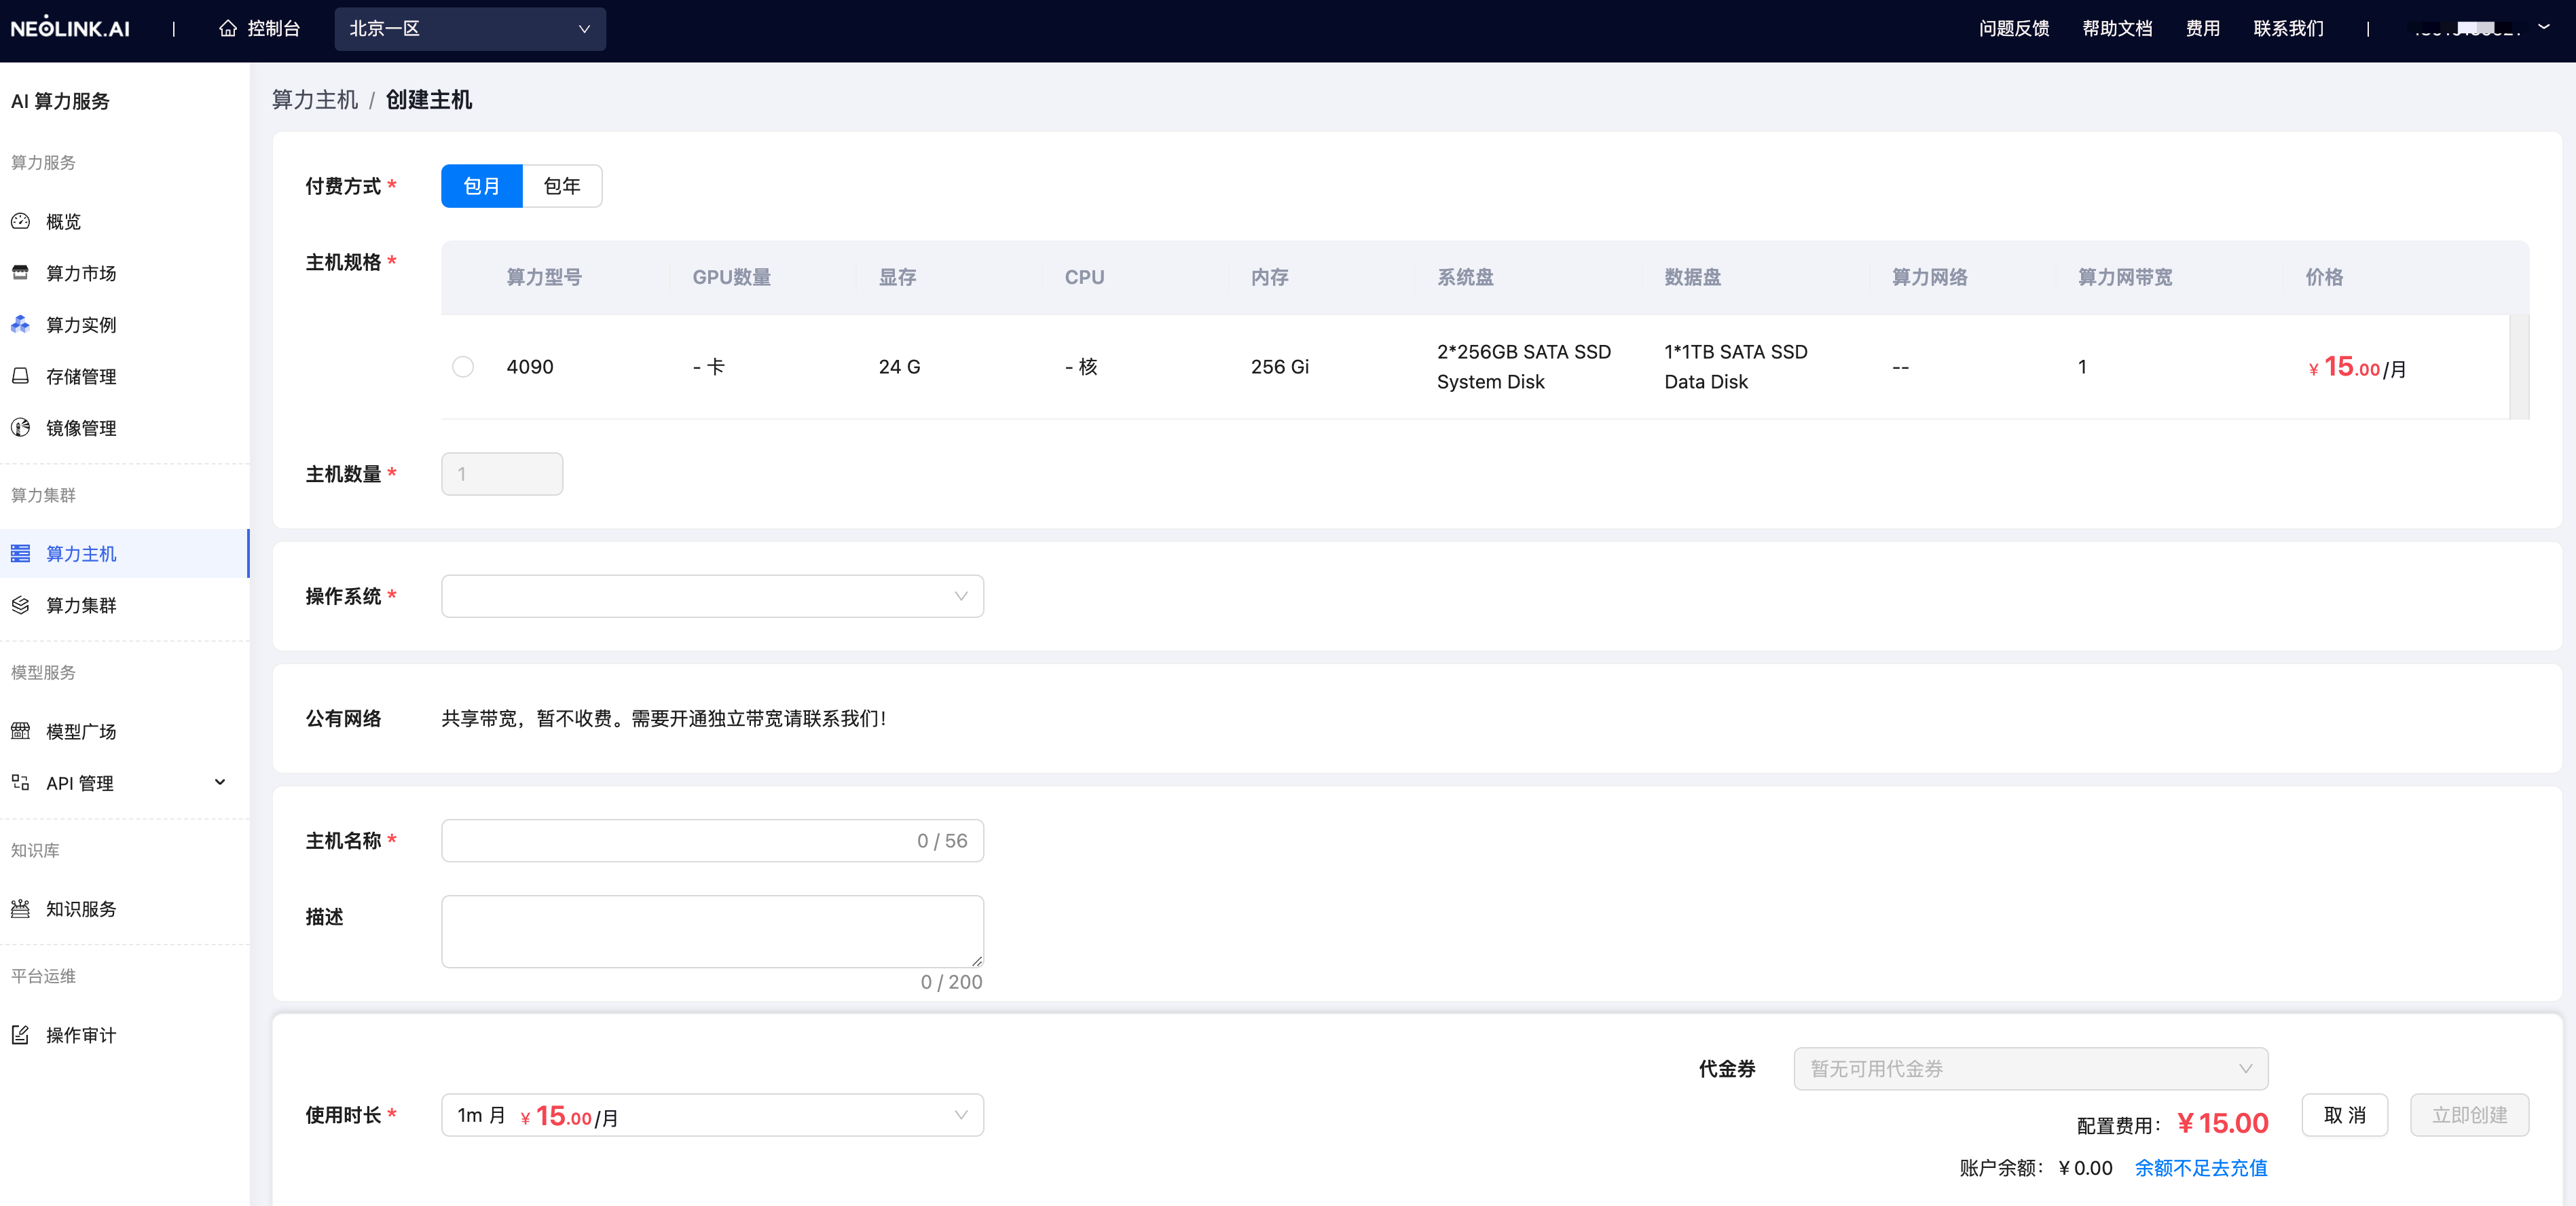 NEOLINK.AI | 控制台 北京一区 问题反馈 帮助文档 费用 联系我们 |
AI 算力服务
算力服务
概览
算力市场
算力实例
存储管理
镜像管理
算力集群
算力主机
算力集群
模型服务
模型广场
API 管理
知识库
知识服务
平台运维
操作审计
算力主机 / 创建主机
付费方式 * 包月 包年
主机规格 *
算力型号 GPU数量 显存 CPU 内存 系统盘 数据盘 算力网络 算力网带宽 价格
4090 - 卡 24 G - 核 256 Gi 2*256GB SATA SSD System Disk 1*1TB SATA SSD Data Disk -- 1 ¥ 15.00/月
主机数量 * 1
操作系统 *
公有网络 共享带宽，暂不收费。需要开通独立带宽请联系我们！
主机名称 * 0 / 56
描述
0 / 200
使用时长 * 1m 月 ¥ 15.00/月
代金券 暂无可用代金券
配置费用： ¥ 15.00 取 消 立即创建
账户余额： ¥ 0.00 余额不足去充值